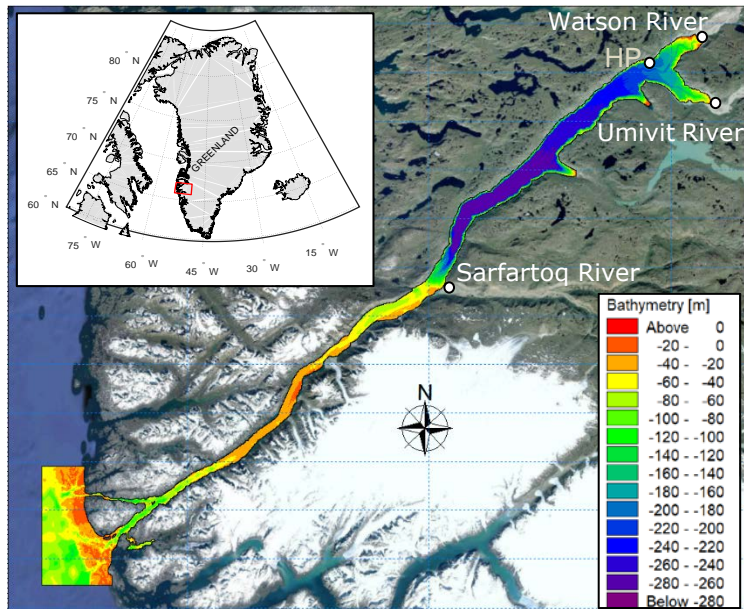 Watson River
HP
Umivit River
Sarfartoq River
N
80° N
75° N
70° N
65° N
60° N
75° W
60° W
45° W
30° W
15° W
GREENLAND
Bathymetry [m]
Above 0
-20 - 0
-40 - -20
-60 - -40
-80 - -60
-100 - -80
-120 - -100
-140 - -120
-160 - -140
-180 - -160
-200 - -180
-220 - -200
-240 - -220
-260 - -240
-280 - -260
Below -280